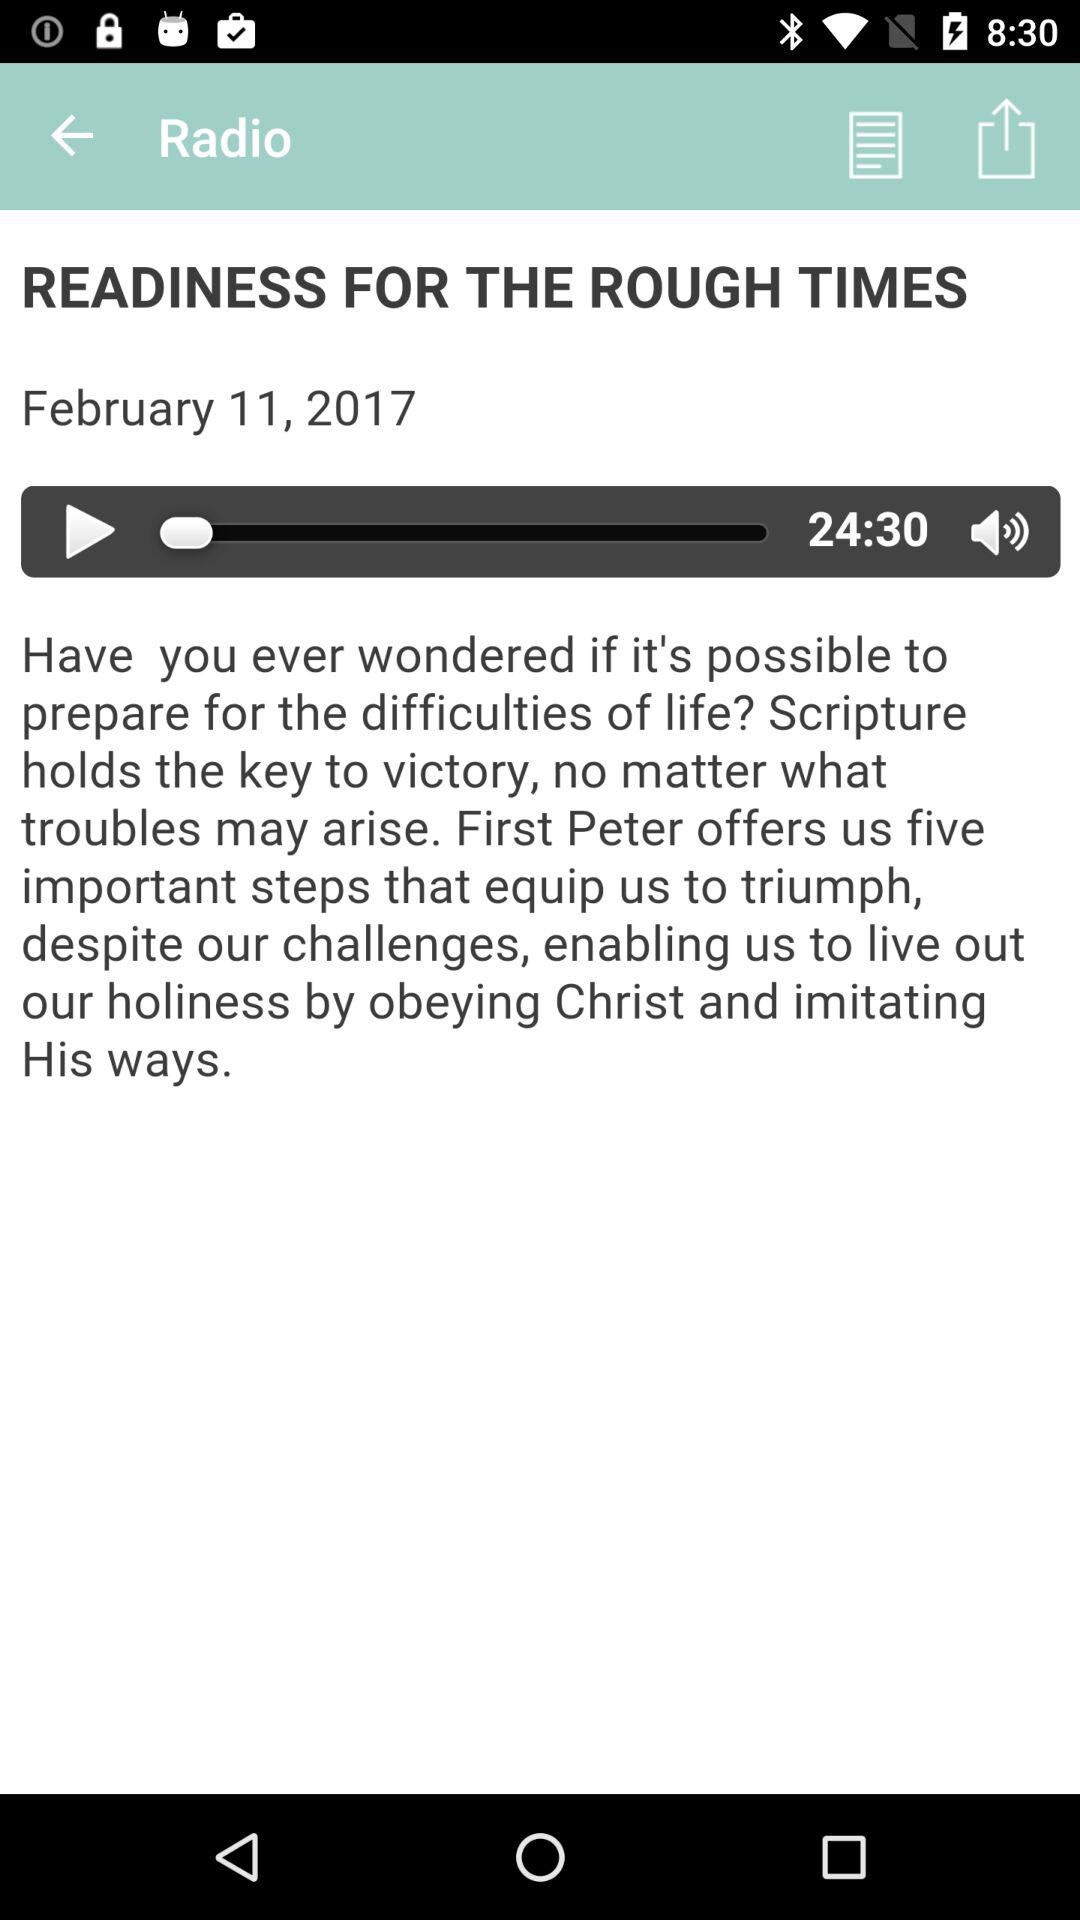 8:30
Radio
READINESS FOR THE ROUGH TIMES
February 11, 2017
24:30
Have  you ever wondered if it's possible to
prepare for the difficulties of life? Scripture
holds the key to victory, no matter what
troubles may arise. First Peter offers us five
important steps that equip us to triumph,
despite our challenges, enabling us to live out
our holiness by obeying Christ and imitating
His ways.